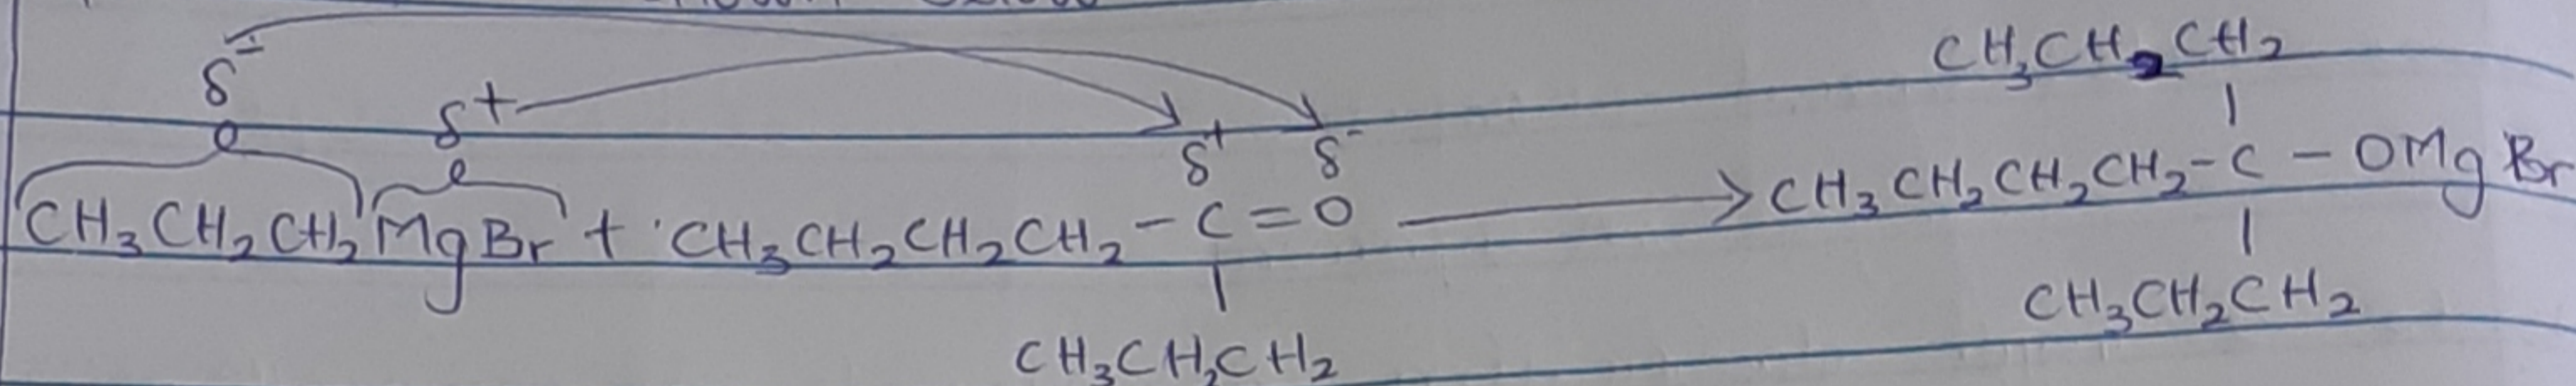 CH₃CH₂CH₂
δ⁻ δ⁺ δ⁺ δ⁻
CH₃CH₂CH₂MgBr + CH₃CH₂CH₂CH₂-C=O → CH₃CH₂CH₂CH₂-C-OMgBr
CH₃CH₂CH₂ CH₃CH₂CH₂